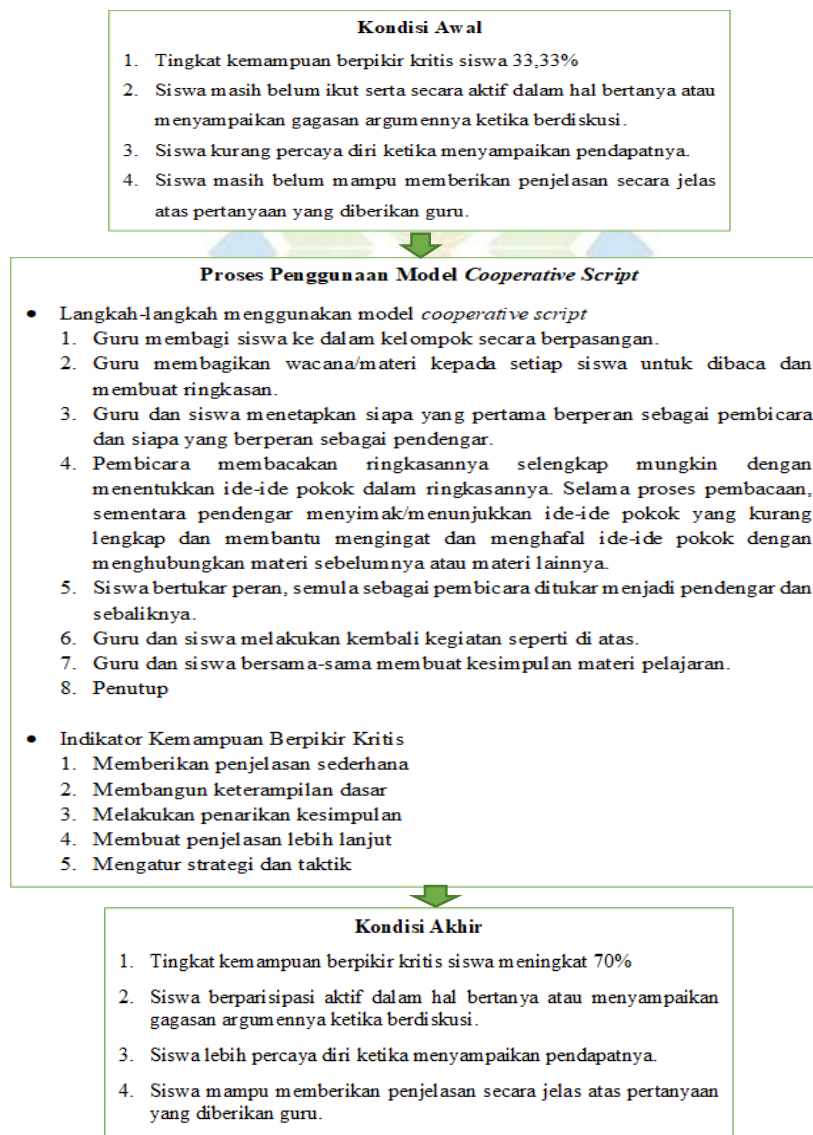 Kondisi Awal
1. Tingkat kemampuan berpikir kritis siswa 33,33%
2. Siswa masih belum ikut serta secara aktif dalam hal bertanya atau
menyampaikan gagasan argumennya ketika berdiskusi.
3. Siswa kurang percaya diri ketika menyampaikan pendapatnya.
4. Siswa masih belum mampu memberikan penjelasan secara jelas
atas pertanyaan yang diberikan guru.
Proses Penggunaan Model Cooperative Script
• Langkah-langkah menggunakan model cooperative script
1. Guru membagi siswa ke dalam kelompok secara berpasangan.
2. Guru membagikan wacana/materi kepada setiap siswa untuk dibaca dan
membuat ringkasan.
3. Guru dan siswa menetapkan siapa yang pertama berperan sebagai pembicara
dan siapa yang berperan sebagai pendengar.
4. Pembicara membacakan ringkasannya selengkap mungkin dengan
menentukkan ide-ide pokok dalam ringkasannya. Selama proses pembacaan,
sementara pendengar menyimak/menunjukkan ide-ide pokok yang kurang
lengkap dan membantu mengingat dan menghafal ide-ide pokok dengan
menghubungkan materi sebelumnya atau materi lainnya.
5. Siswa bertukar peran, semula sebagai pembicara ditukar menjadi pendengar dan
sebaliknya.
6. Guru dan siswa melakukan kembali kegiatan seperti di atas.
7. Guru dan siswa bersama-sama membuat kesimpulan materi pelajaran.
8. Penutup
• Indikator Kemampuan Berpikir Kritis
1. Memberikan penjelasan sederhana
2. Membangun keterampilan dasar
3. Melakukan penarikan kesimpulan
4. Membuat penjelasan lebih lanjut
5. Mengatur strategi dan taktik
Kondisi Akhir
1. Tingkat kemampuan berpikir kritis siswa meningkat 70%
2. Siswa berparisipasi aktif dalam hal bertanya atau menyampaikan
gagasan argumennya ketika berdiskusi.
3. Siswa lebih percaya diri ketika menyampaikan pendapatnya.
4. Siswa mampu memberikan penjelasan secara jelas atas pertanyaan
yang diberikan guru.